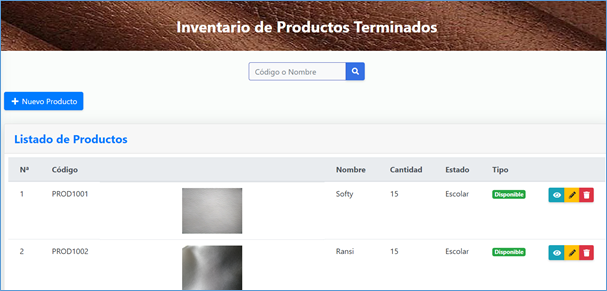 Inventario de Productos Terminados
Código o Nombre
Nuevo Producto
Listado de Productos
Nª Código Nombre Cantidad Estado Tipo
1 PROD1001 Softy 15 Escolar Disponible
2 PROD1002 Ransi 15 Escolar Disponible